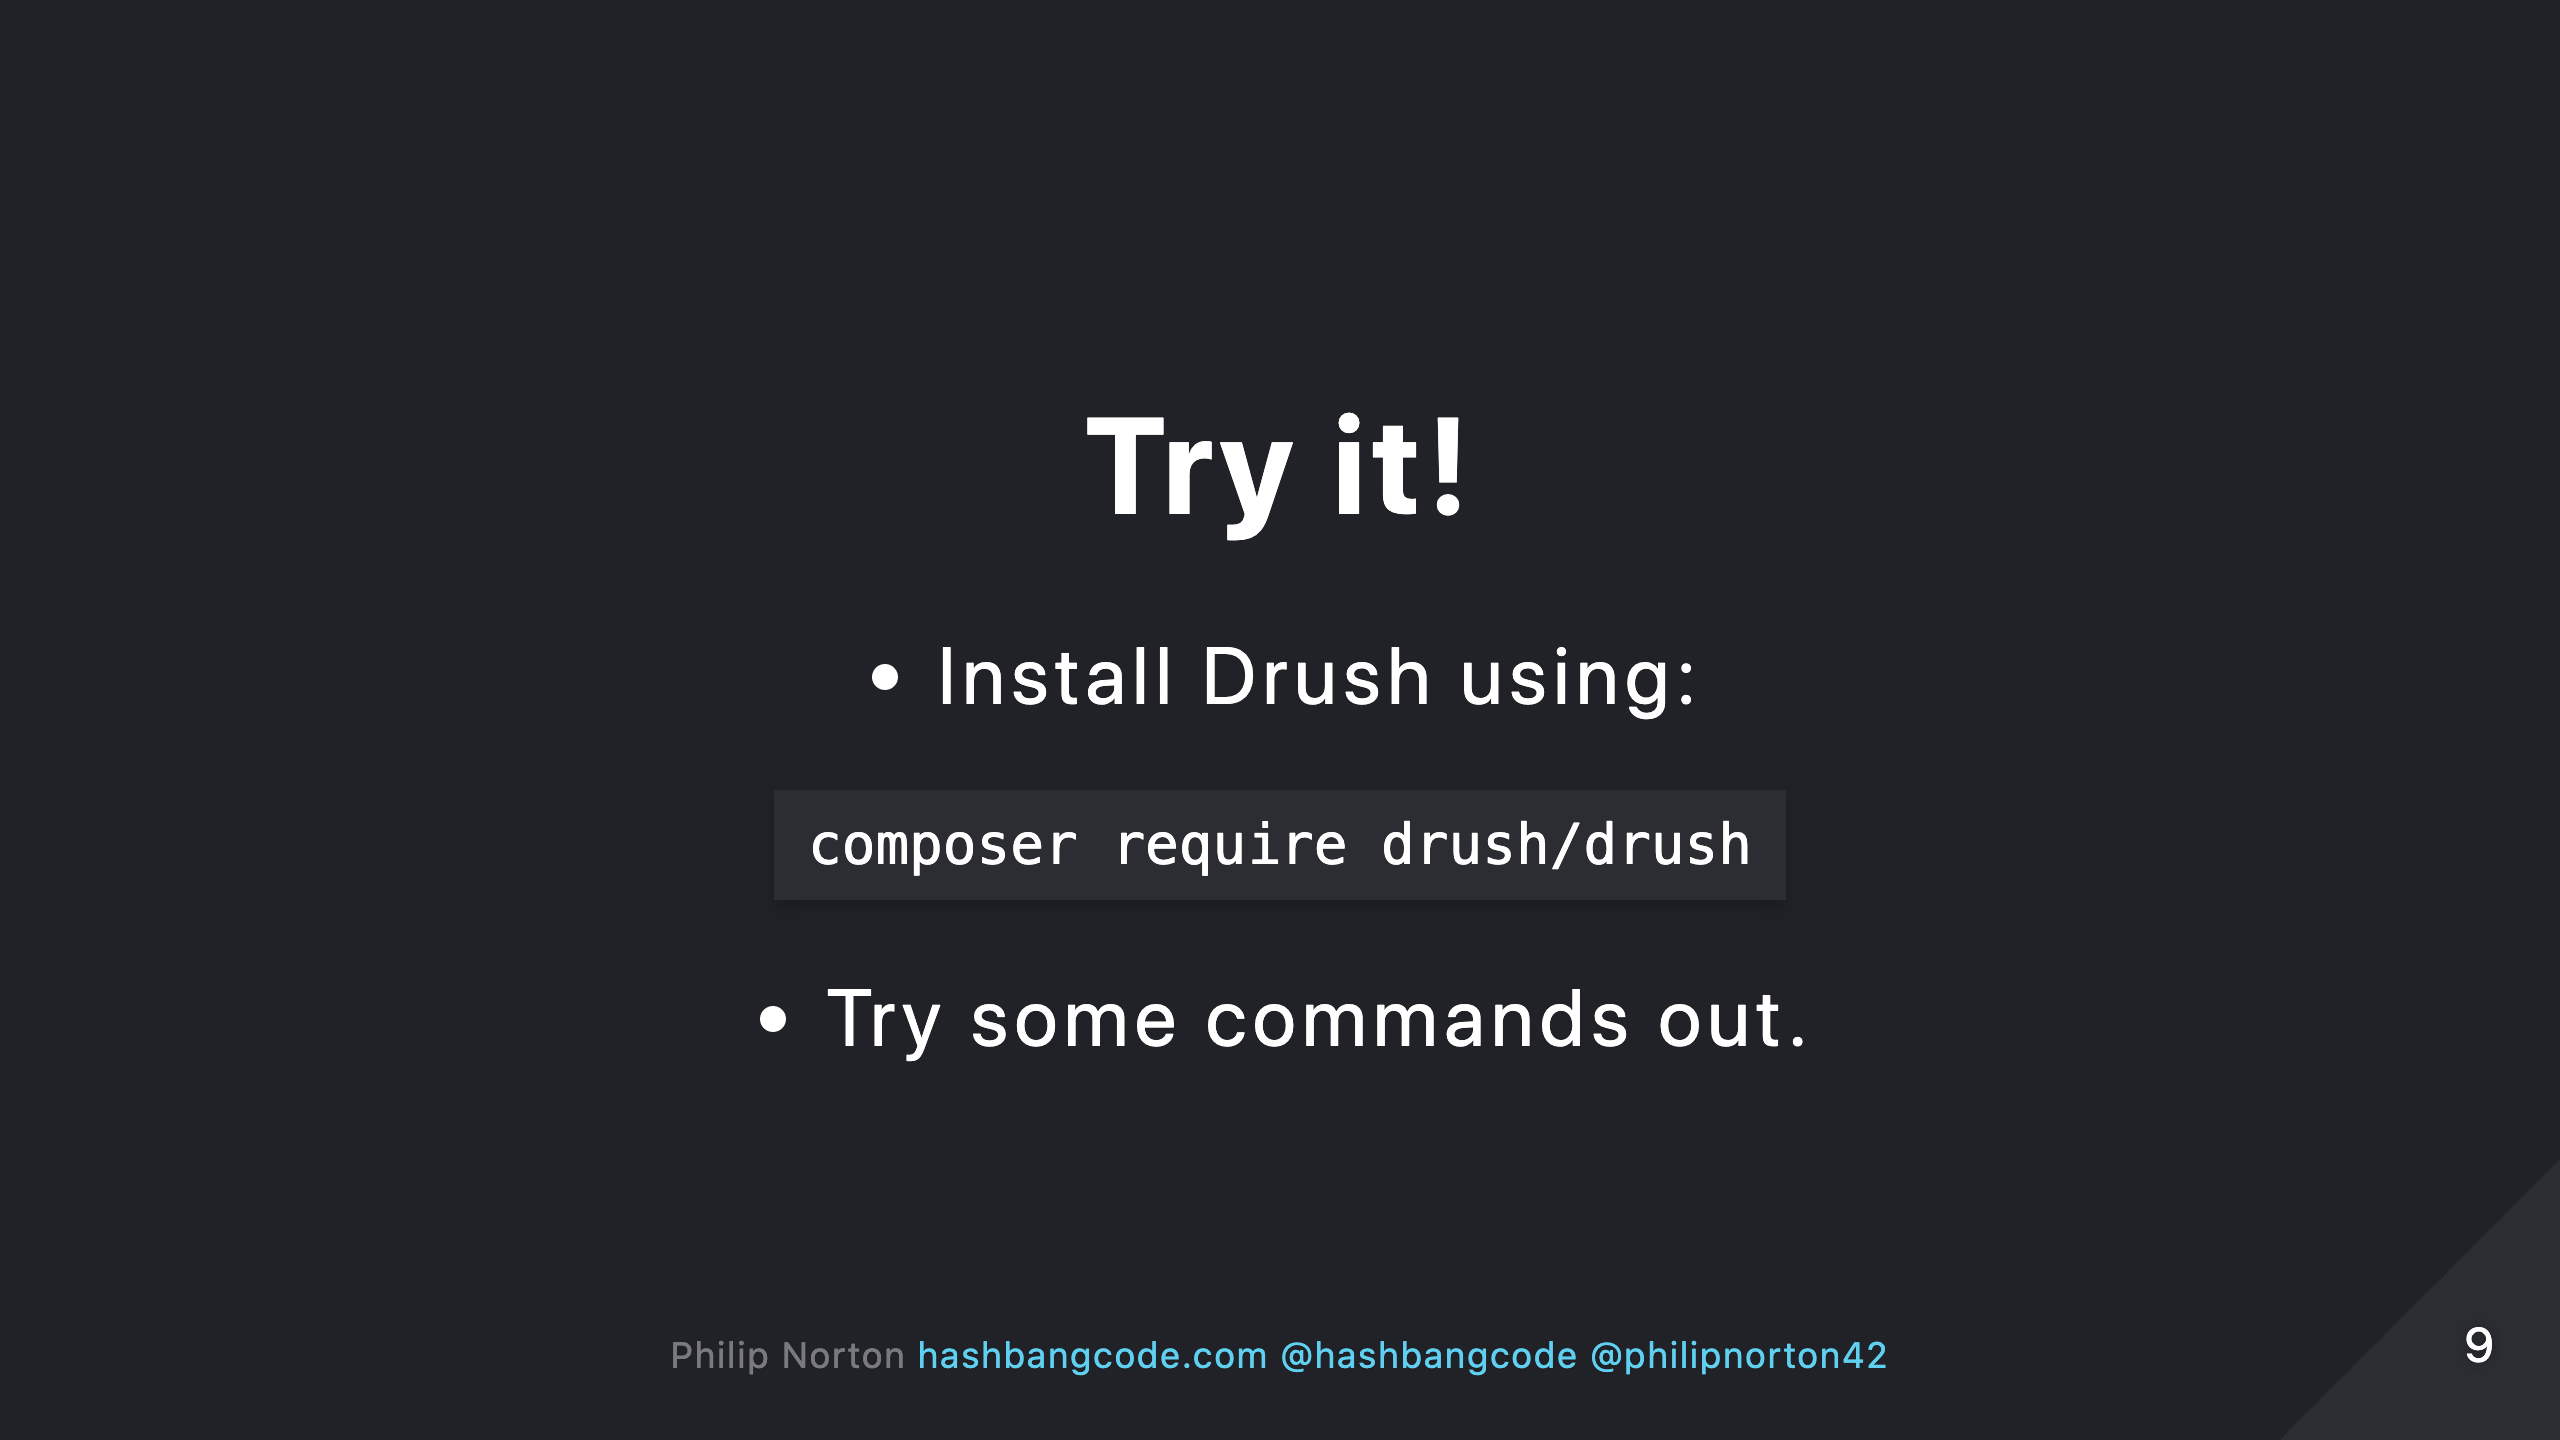 Try it!
• Install Drush using:
composer require drush/drush
• Try some commands out.
Philip Norton hashbangcode.com @hashbangcode @philipnorton42
9